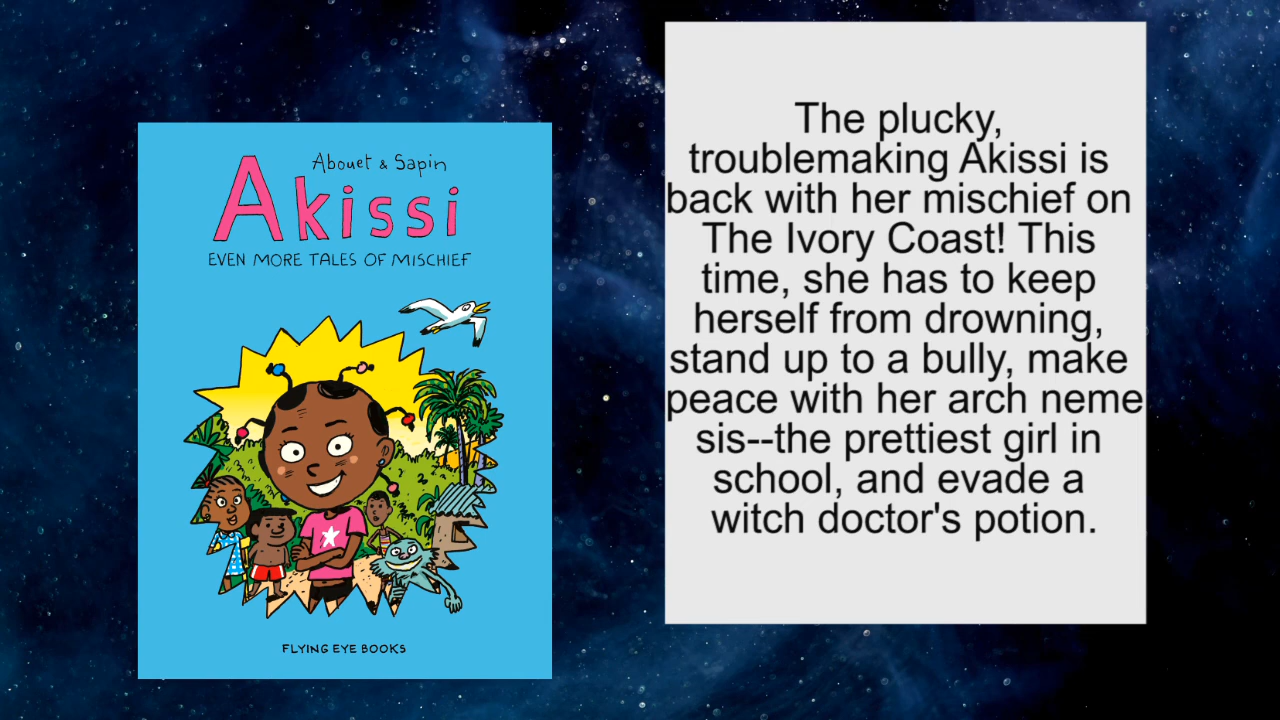 Abouet & Sapin
Akissi
EVEN MORE TALES OF MISCHIEF
FLYING EYE BOOKS
The plucky,
troublemaking Akissi is
back with her mischief on
The Ivory Coast! This
time, she has to keep
herself from drowning,
stand up to a bully, make
peace with her arch neme
sis--the prettiest girl in
school, and evade a
witch doctor's potion.